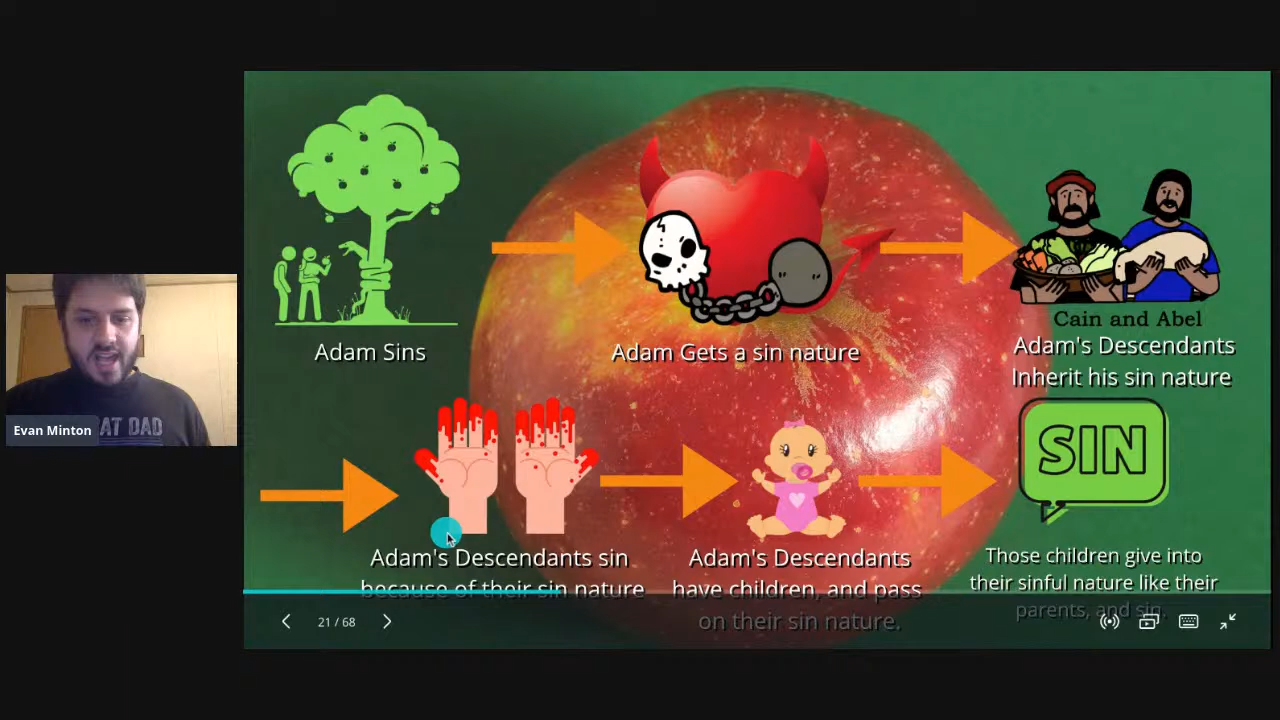 Adam Sins
Adam Gets a sin nature
Cain and Abel
Adam's Descendants
Inherit his sin nature
SIN
Adam's Descendants sin
because of their sin nature
Adam's Descendants
have children, and pass
on their sin nature.
Those children give into
their sinful nature like their
parents, and sin.
AT DAD
Evan Minton
21 / 68